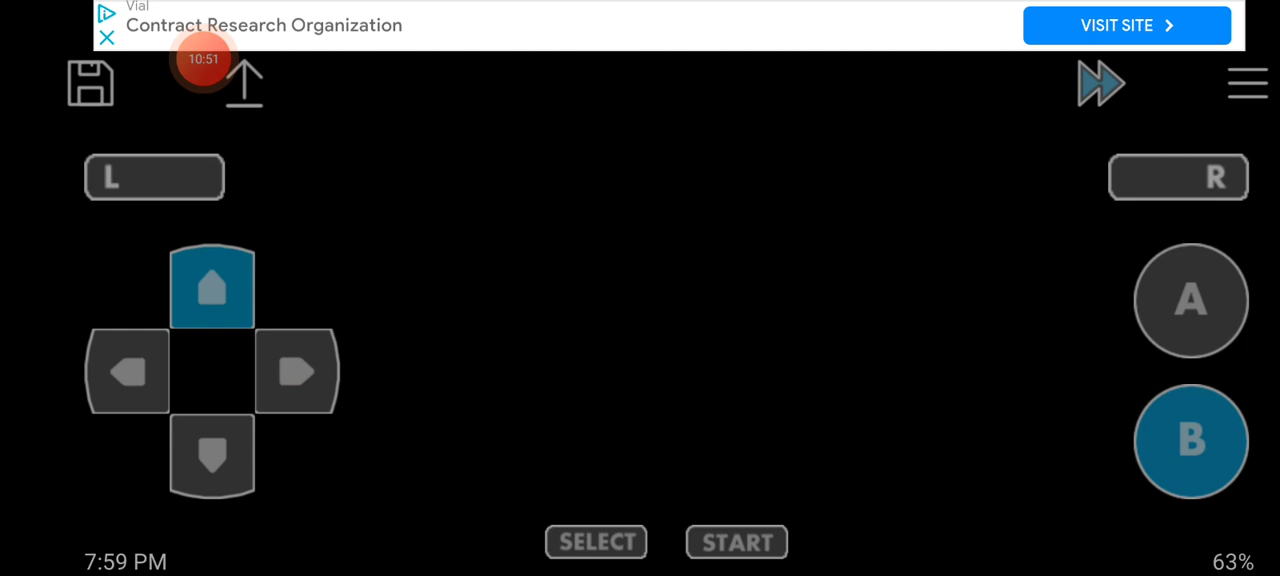 Vial
Contract Research Organization
VISIT SITE
10:51
L
R
A
B
SELECT
START
7:59 PM
63%